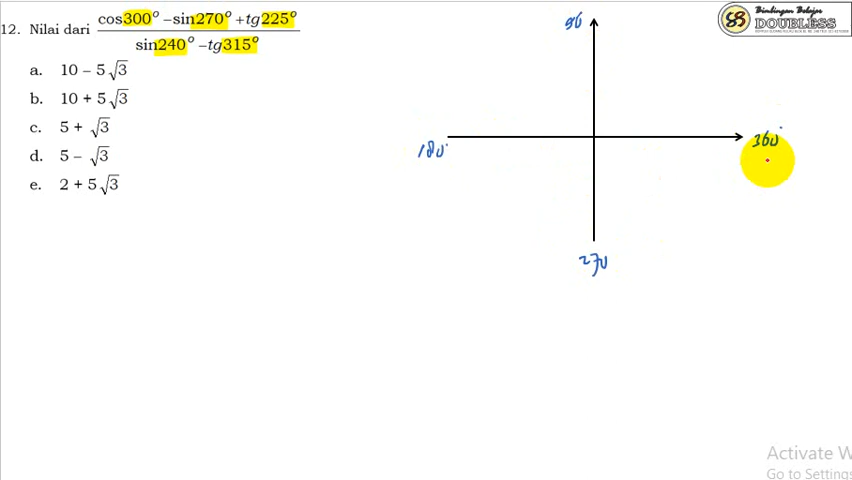 12. Nilai dari cos300° −sin270° +tg225°
sin240° −tg315°
a. 10 – 5√3
b. 10 + 5√3
c. 5 + √3
d. 5 – √3
e. 2 + 5√3
90
180°
360°
270
Bimbingan Belajar
DOUBLESS
Activate W
Go to Settings